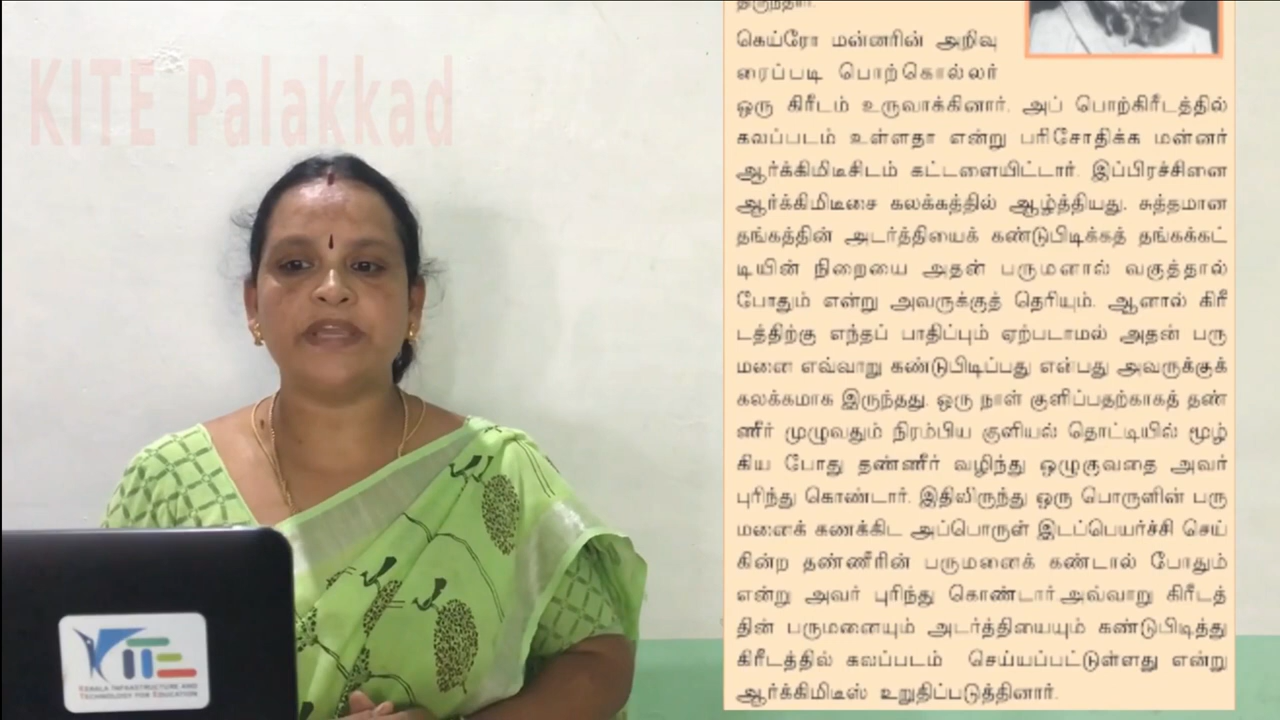 KITE Palakkad
கெய்ரோ மன்னரின் அறிவு
ரைப்படி பொற்கொல்லர்
ஒரு கிரீடம் உருவாக்கினார். அப் பொற்கிரீடத்தில்
கலப்படம் உள்ளதா என்று பரிசோதிக்க மன்னர்
ஆர்க்கிமிடீசிடம் கட்டளையிட்டார். இப்பிரச்சினை
ஆர்க்கிமிடீசை கலக்கத்தில் ஆழ்த்தியது. சுத்தமான
தங்கத்தின் அடர்த்தியைக் கண்டுபிடிக்கத் தங்கக்கட்
டியின் நிறையை அதன் பருமனால் வகுத்தால்
போதும் என்று அவருக்குத் தெரியும். ஆனால் கிரீ
டத்திற்கு எந்தப் பாதிப்பும் ஏற்படாமல் அதன் பரு
மனை எவ்வாறு கண்டுபிடிப்பது என்பது அவருக்குக்
கலக்கமாக இருந்தது. ஒரு நாள் குளிப்பதற்காகத் தண்
ணீர் முழுவதும் நிரம்பிய குளியல் தொட்டியில் மூழ்
கிய போது தண்ணீர் வழிந்து ஒழுகுவதை அவர்
புரிந்து கொண்டார். இதிலிருந்து ஒரு பொருளின் பரு
மனைக் கணக்கிட அப்பொருள் இடப்பெயர்ச்சி செய்
கின்ற தண்ணீரின் பருமனைக் கண்டால் போதும்
என்று அவர் புரிந்து கொண்டார் அவ்வாறு கிரீடத்
தின் பருமனையும் அடர்த்தியையும் கண்டுபிடித்து
கிரீடத்தில் கலப்படம் செய்யப்பட்டுள்ளது என்று
ஆர்க்கிமிடீஸ் உறுதிப்படுத்தினார்.
KITE
KERALA INFRASTRUCTURE AND
TECHNOLOGY FOR EDUCATION